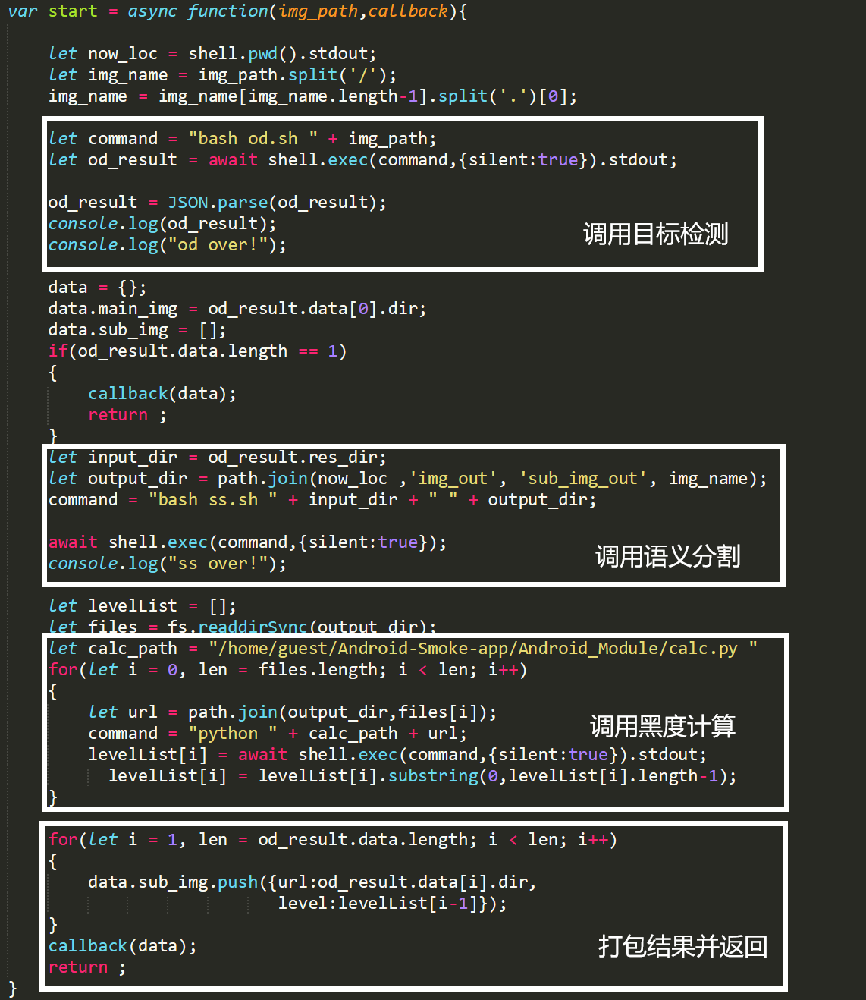 var start = async function(img_path,callback){
let now_loc = shell.pwd().stdout;
let img_name = img_path.split('/');
img_name = img_name[img_name.length-1].split('.')[0];
let command = "bash od.sh " + img_path;
let od_result = await shell.exec(command,{silent:true}).stdout;
od_result = JSON.parse(od_result);
console.log(od_result);
console.log("od over!");
调用目标检测
data = {};
data.main_img = od_result.data[0].dir;
data.sub_img = [];
if(od_result.data.length == 1)
{
callback(data);
return ;
}
let input_dir = od_result.res_dir;
let output_dir = path.join(now_loc ,'img_out', 'sub_img_out', img_name);
command = "bash ss.sh " + input_dir + " " + output_dir;
await shell.exec(command,{silent:true});
console.log("ss over!");
调用语义分割
let levelList = [];
let files = fs.readdirSync(output_dir);
let calc_path = "/home/guest/Android-Smoke-app/Android_Module/calc.py "
for(let i = 0, len = files.length; i < len; i++)
{
let url = path.join(output_dir,files[i]);
command = "python " + calc_path + url;
levelList[i] = await shell.exec(command,{silent:true}).stdout;
levelList[i] = levelList[i].substring(0,levelList[i].length-1);
}
调用黑度计算
for(let i = 1, len = od_result.data.length; i < len; i++)
{
data.sub_img.push({url:od_result.data[i].dir,
level:levelList[i-1]});
}
callback(data);
return ;
打包结果并返回
}